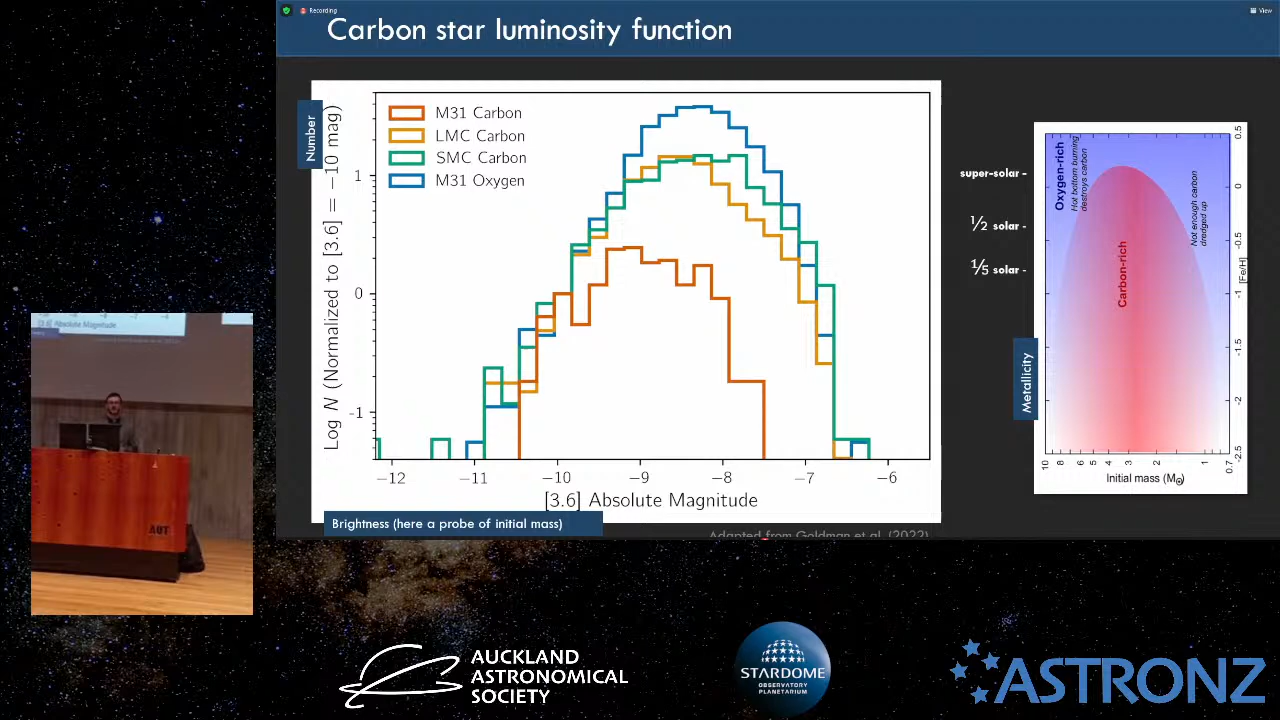 Recording
View
Carbon star luminosity function
Number
Log N (Normalized to [3.6] = −10 mag)
M31 Carbon
LMC Carbon
SMC Carbon
M31 Oxygen
1
0
-1
−12
−11
−10
−9
−8
−7
−6
[3.6] Absolute Magnitude
Brightness (here a probe of initial mass)
Adapted from Goldman et al. (2022)
super-solar -
½ solar -
⅕ solar -
Metallicity
Oxygen-rich
Hot bottom burning
destroys carbon
Carbon-rich
Not enough carbon
dredged up
0.5
0
-0.5
-1
-1.5
-2
-2.5
[Fe/H]
10
8
6
5
4
3
2
1
0.7
Initial mass (M⊙)
[3.6] Absolute Magnitude
AUT
AUCKLAND
ASTRONOMICAL
SOCIETY
STARDOME
OBSERVATORY
PLANETARIUM
ASTRONZ